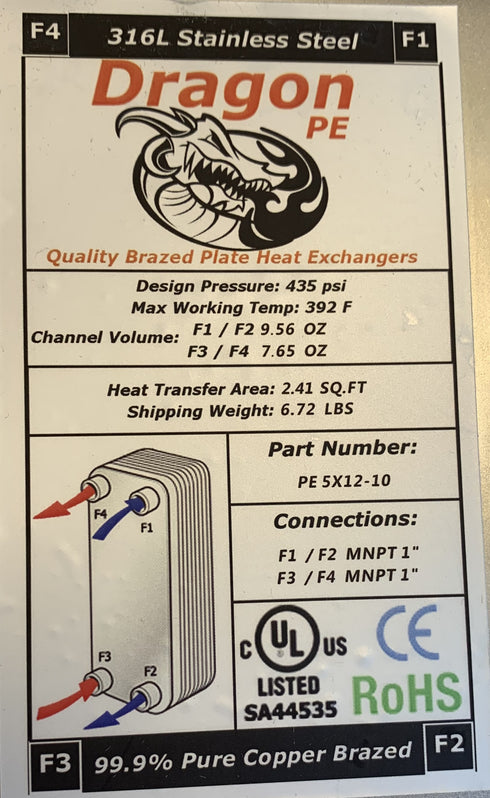 F4 316L Stainless Steel F1
Dragon
PE
Quality Brazed Plate Heat Exchangers
Design Pressure: 435 psi
Max Working Temp: 392 F
Channel Volume: F1 / F2 9.56 OZ
F3 / F4 7.65 OZ
Heat Transfer Area: 2.41 SQ.FT
Shipping Weight: 6.72 LBS
Part Number:
PE 5X12-10
Connections:
F1 / F2 MNPT 1"
F3 / F4 MNPT 1"
F4
F1
F3
F2
C UL US
LISTED
SA44535
CE
RoHS
F3 99.9% Pure Copper Brazed F2